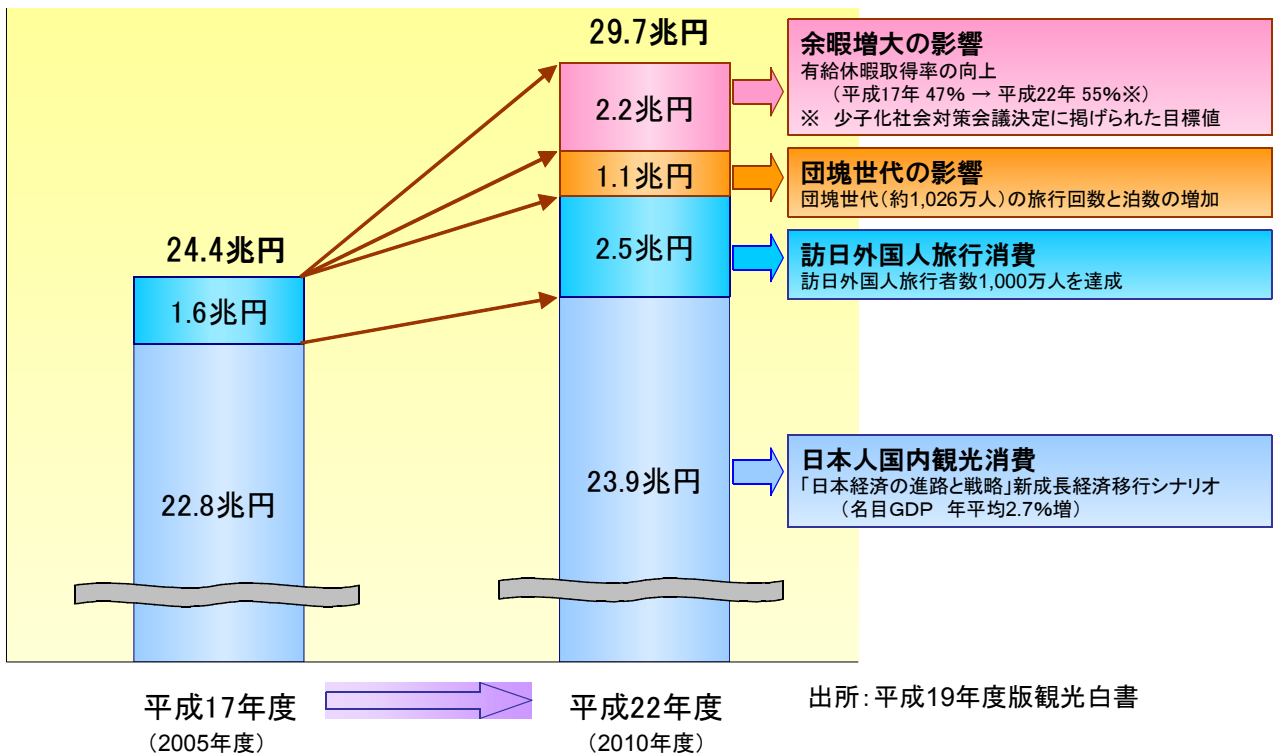 29.7兆円
2.2兆円
1.1兆円
2.5兆円
23.9兆円
24.4兆円
1.6兆円
22.8兆円
余暇増大の影響
有給休暇取得率の向上
（平成17年 47% → 平成22年 55%※）
※ 少子化社会対策会議決定に掲げられた目標値
団塊世代の影響
団塊世代（約1,026万人）の旅行回数と泊数の増加
訪日外国人旅行消費
訪日外国人旅行者数1,000万人を達成
日本人国内観光消費
「日本経済の進路と戦略」新成長経済移行シナリオ
（名目GDP 年平均2.7%増）
平成17年度
（2005年度）
平成22年度
（2010年度）
出所：平成19年度版観光白書